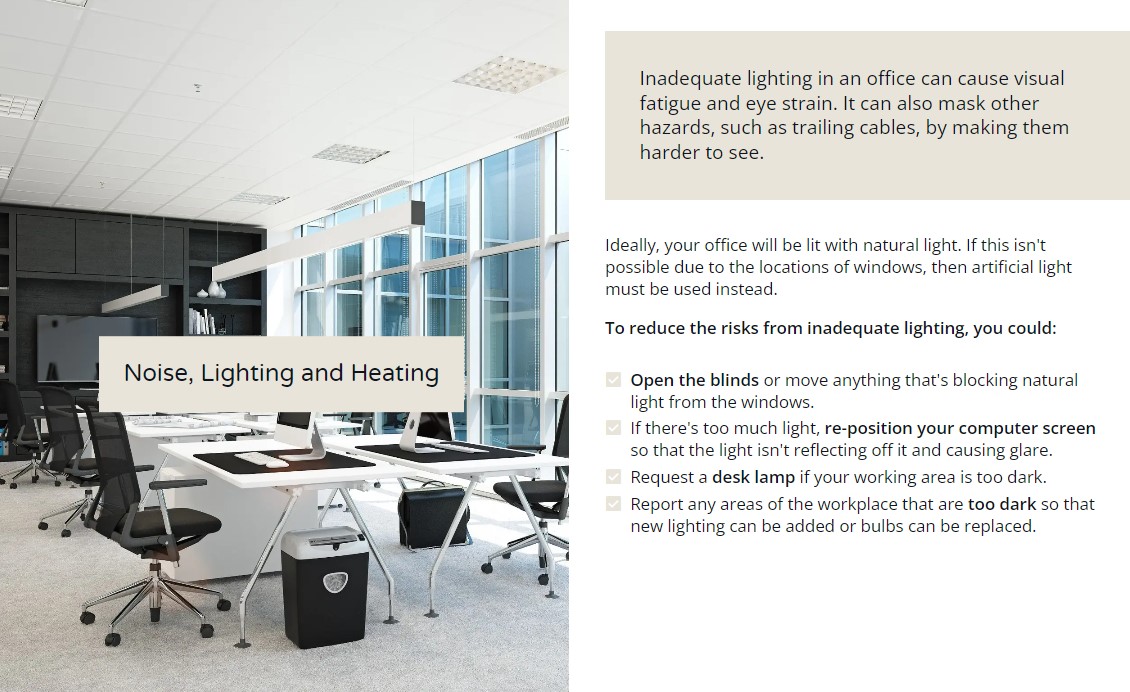 Noise, Lighting and Heating
Inadequate lighting in an office can cause visual
fatigue and eye strain. It can also mask other
hazards, such as trailing cables, by making them
harder to see.
Ideally, your office will be lit with natural light. If this isn't
possible due to the locations of windows, then artificial light
must be used instead.
To reduce the risks from inadequate lighting, you could:
Open the blinds or move anything that's blocking natural
light from the windows.
If there's too much light, re-position your computer screen
so that the light isn't reflecting off it and causing glare.
Request a desk lamp if your working area is too dark.
Report any areas of the workplace that are too dark so that
new lighting can be added or bulbs can be replaced.